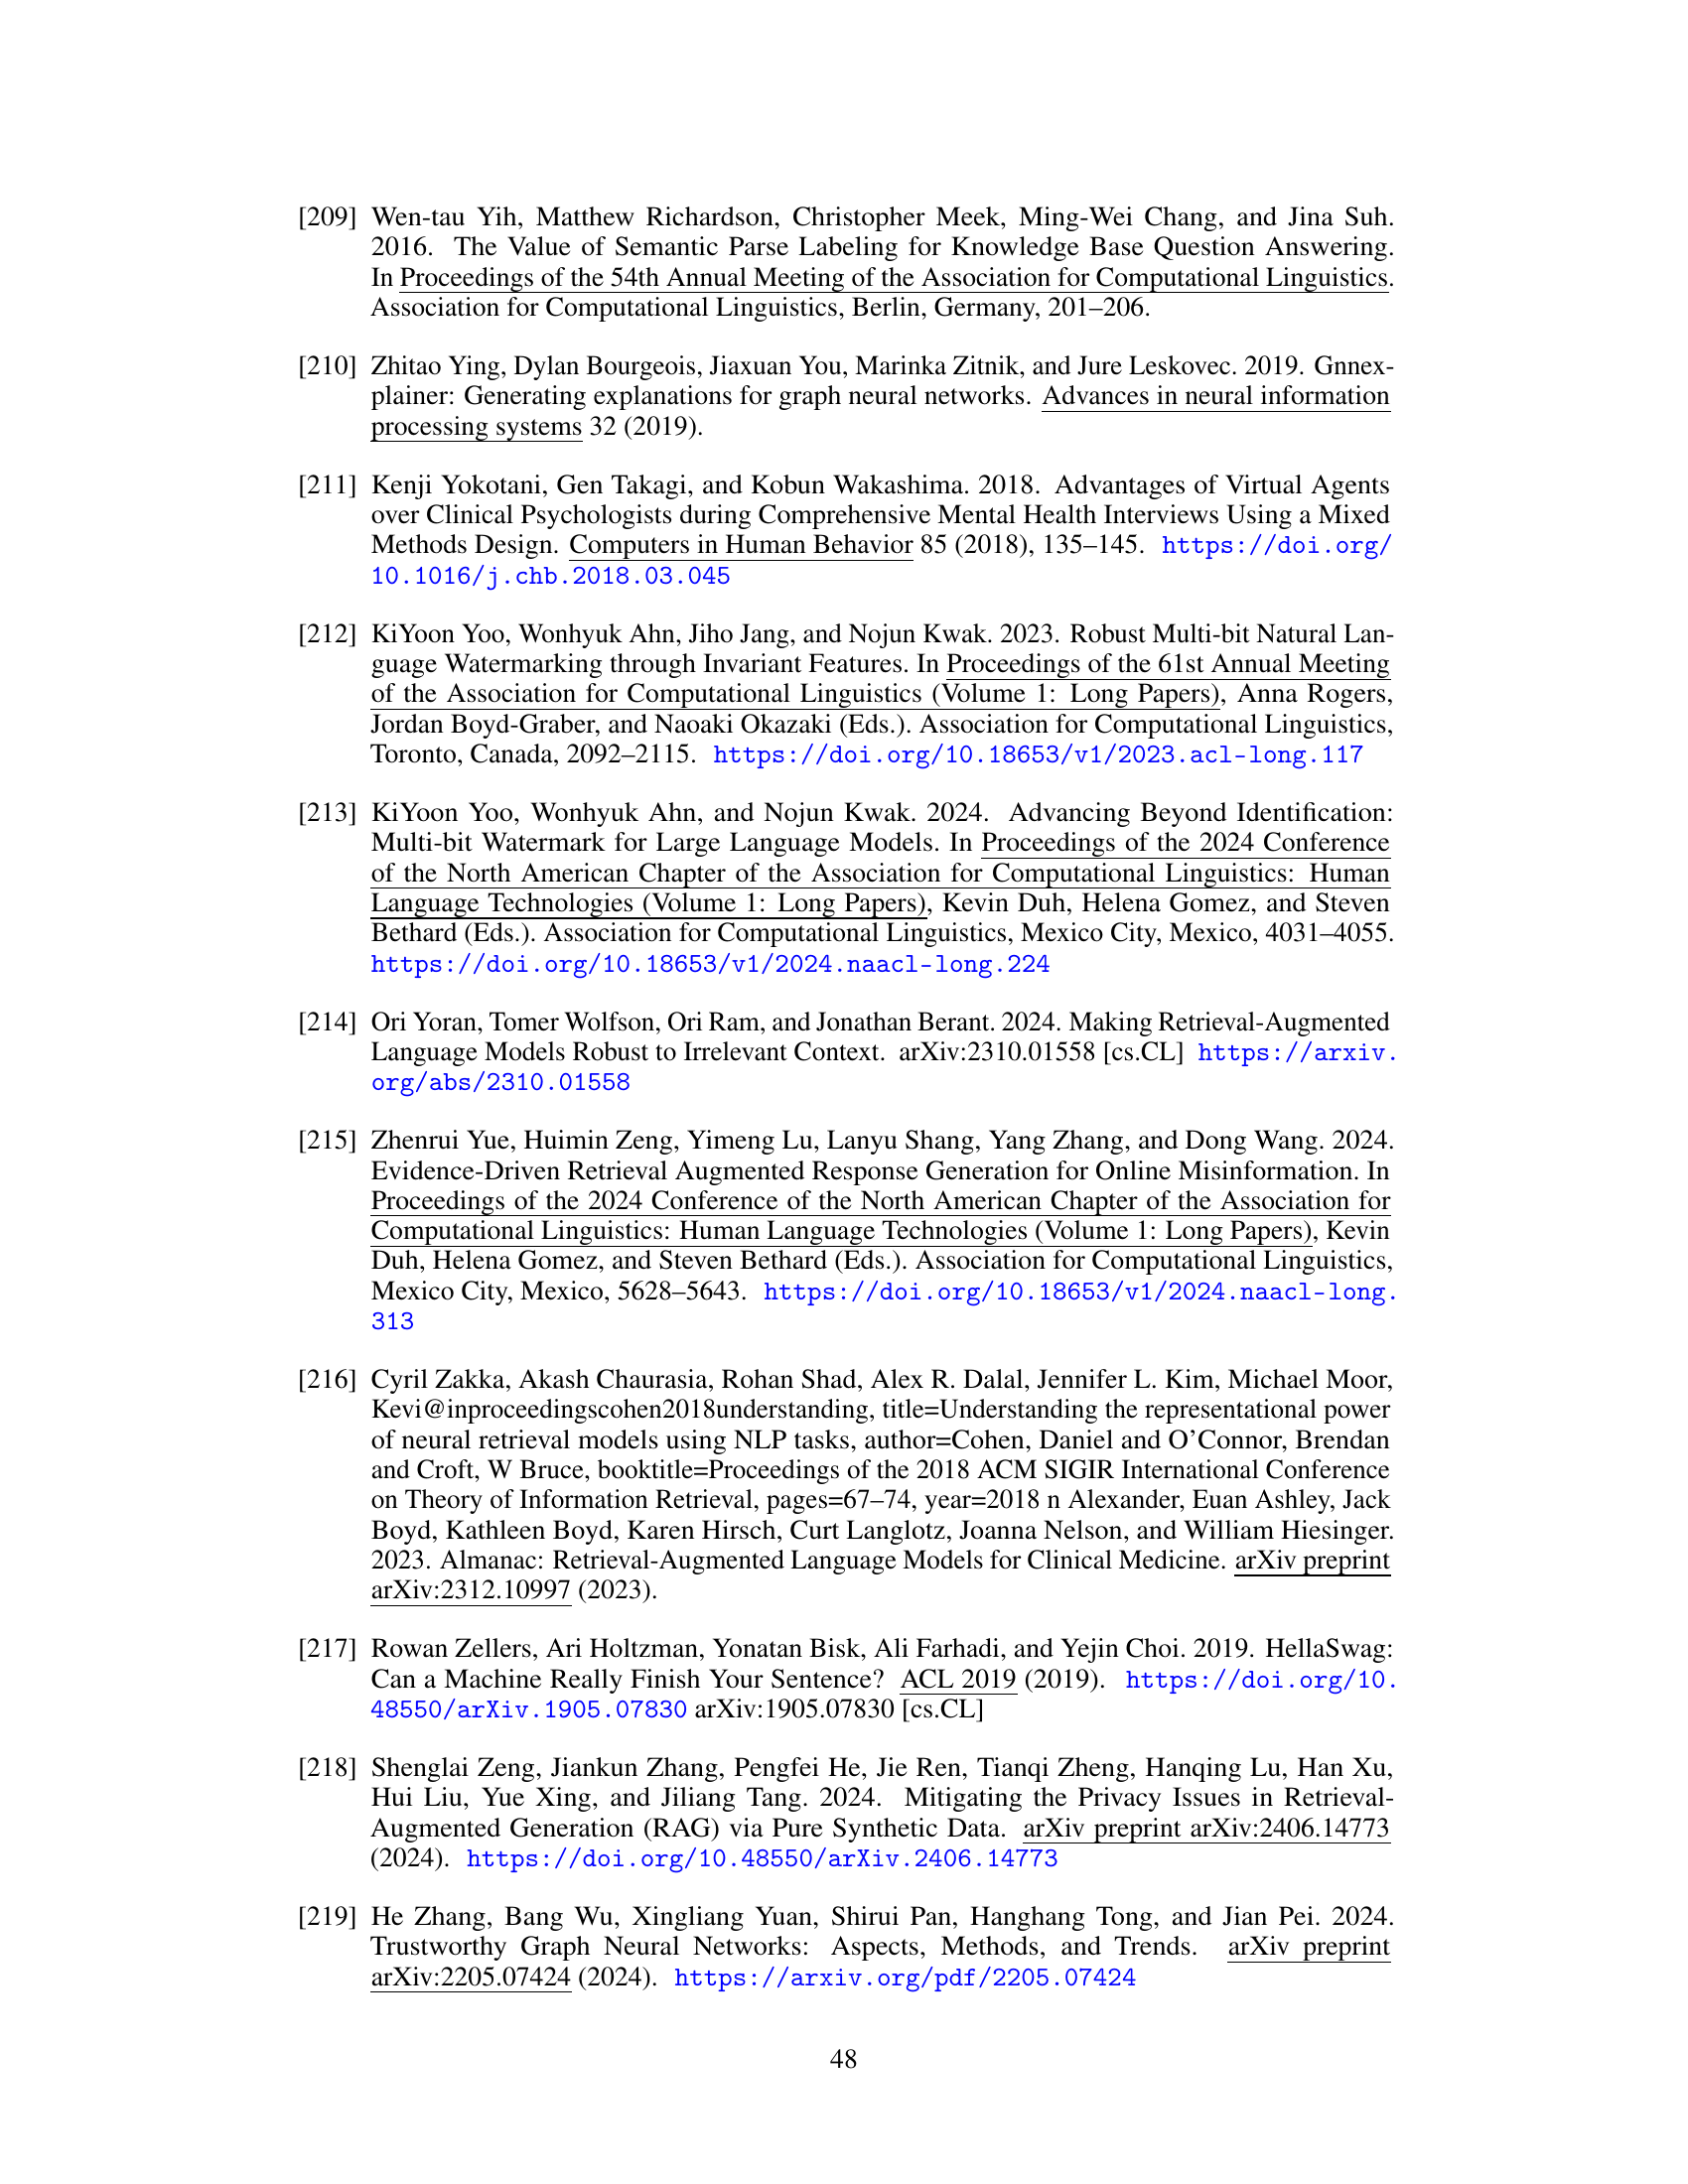 [209] Wen-tau Yih, Matthew Richardson, Christopher Meek, Ming-Wei Chang, and Jina Suh.
2016. The Value of Semantic Parse Labeling for Knowledge Base Question Answering.
In Proceedings of the 54th Annual Meeting of the Association for Computational Linguistics.
Association for Computational Linguistics, Berlin, Germany, 201–206.
[210] Zhitao Ying, Dylan Bourgeois, Jiaxuan You, Marinka Zitnik, and Jure Leskovec. 2019. Gnnex-
plainer: Generating explanations for graph neural networks. Advances in neural information
processing systems 32 (2019).
[211] Kenji Yokotani, Gen Takagi, and Kobun Wakashima. 2018. Advantages of Virtual Agents
over Clinical Psychologists during Comprehensive Mental Health Interviews Using a Mixed
Methods Design. Computers in Human Behavior 85 (2018), 135–145. https://doi.org/
10.1016/j.chb.2018.03.045
[212] KiYoon Yoo, Wonhyuk Ahn, Jiho Jang, and Nojun Kwak. 2023. Robust Multi-bit Natural Lan-
guage Watermarking through Invariant Features. In Proceedings of the 61st Annual Meeting
of the Association for Computational Linguistics (Volume 1: Long Papers), Anna Rogers,
Jordan Boyd-Graber, and Naoaki Okazaki (Eds.). Association for Computational Linguistics,
Toronto, Canada, 2092–2115. https://doi.org/10.18653/v1/2023.acl-long.117
[213] KiYoon Yoo, Wonhyuk Ahn, and Nojun Kwak. 2024. Advancing Beyond Identification:
Multi-bit Watermark for Large Language Models. In Proceedings of the 2024 Conference
of the North American Chapter of the Association for Computational Linguistics: Human
Language Technologies (Volume 1: Long Papers), Kevin Duh, Helena Gomez, and Steven
Bethard (Eds.). Association for Computational Linguistics, Mexico City, Mexico, 4031–4055.
https://doi.org/10.18653/v1/2024.naacl-long.224
[214] Ori Yoran, Tomer Wolfson, Ori Ram, and Jonathan Berant. 2024. Making Retrieval-Augmented
Language Models Robust to Irrelevant Context. arXiv:2310.01558 [cs.CL] https://arxiv.
org/abs/2310.01558
[215] Zhenrui Yue, Huimin Zeng, Yimeng Lu, Lanyu Shang, Yang Zhang, and Dong Wang. 2024.
Evidence-Driven Retrieval Augmented Response Generation for Online Misinformation. In
Proceedings of the 2024 Conference of the North American Chapter of the Association for
Computational Linguistics: Human Language Technologies (Volume 1: Long Papers), Kevin
Duh, Helena Gomez, and Steven Bethard (Eds.). Association for Computational Linguistics,
Mexico City, Mexico, 5628–5643. https://doi.org/10.18653/v1/2024.naacl-long.
313
[216] Cyril Zakka, Akash Chaurasia, Rohan Shad, Alex R. Dalal, Jennifer L. Kim, Michael Moor,
Kevi@inproceedingscohen2018understanding, title=Understanding the representational power
of neural retrieval models using NLP tasks, author=Cohen, Daniel and O’Connor, Brendan
and Croft, W Bruce, booktitle=Proceedings of the 2018 ACM SIGIR International Conference
on Theory of Information Retrieval, pages=67–74, year=2018 n Alexander, Euan Ashley, Jack
Boyd, Kathleen Boyd, Karen Hirsch, Curt Langlotz, Joanna Nelson, and William Hiesinger.
2023. Almanac: Retrieval-Augmented Language Models for Clinical Medicine. arXiv preprint
arXiv:2312.10997 (2023).
[217] Rowan Zellers, Ari Holtzman, Yonatan Bisk, Ali Farhadi, and Yejin Choi. 2019. HellaSwag:
Can a Machine Really Finish Your Sentence? ACL 2019 (2019). https://doi.org/10.
48550/arXiv.1905.07830 arXiv:1905.07830 [cs.CL]
[218] Shenglai Zeng, Jiankun Zhang, Pengfei He, Jie Ren, Tianqi Zheng, Hanqing Lu, Han Xu,
Hui Liu, Yue Xing, and Jiliang Tang. 2024. Mitigating the Privacy Issues in Retrieval-
Augmented Generation (RAG) via Pure Synthetic Data. arXiv preprint arXiv:2406.14773
(2024). https://doi.org/10.48550/arXiv.2406.14773
[219] He Zhang, Bang Wu, Xingliang Yuan, Shirui Pan, Hanghang Tong, and Jian Pei. 2024.
Trustworthy Graph Neural Networks: Aspects, Methods, and Trends. arXiv preprint
arXiv:2205.07424 (2024). https://arxiv.org/pdf/2205.07424
48